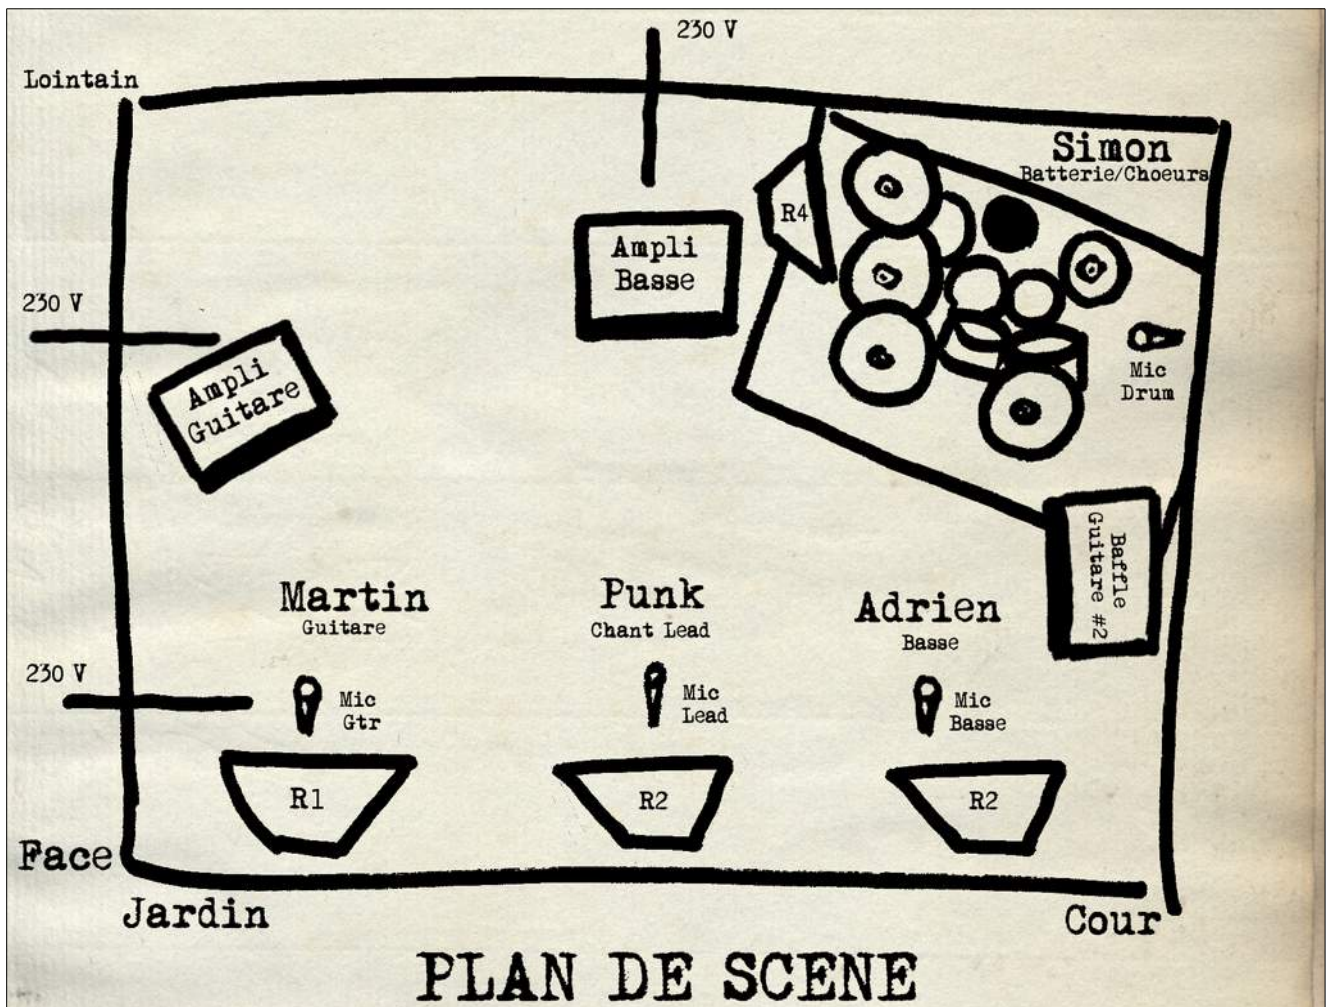 230 V
Lointain
Simon
Batterie/Choeurs
R4
Ampli
Basse
230 V
Ampli
Guitare
Mic
Drum
Baffle
Guitare #2
Martin
Guitare
Punk
Chant Lead
Adrien
Basse
230 V
Mic
Gtr
Mic
Lead
Mic
Basse
R1
R2
R2
Face
Jardin
Cour
PLAN DE SCENE